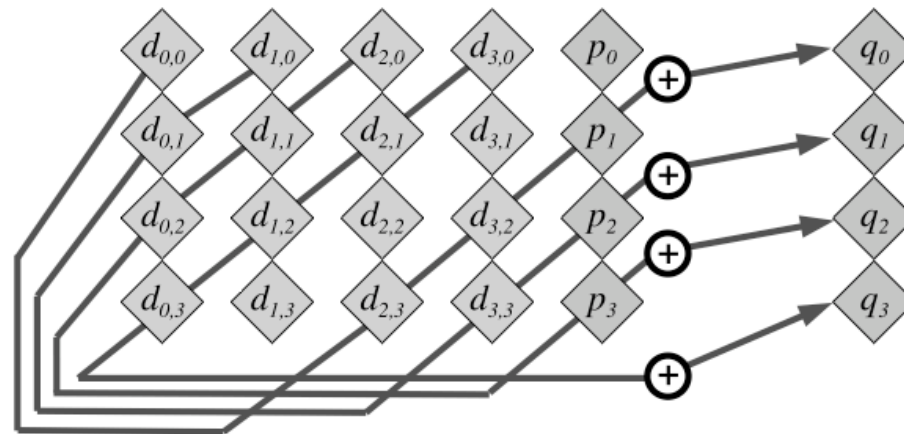 d0,0 d1,0 d2,0 d3,0 p0 + q0
d0,1 d1,1 d2,1 d3,1 p1 + q1
d0,2 d1,2 d2,2 d3,2 p2 + q2
d0,3 d1,3 d2,3 d3,3 p3 + q3